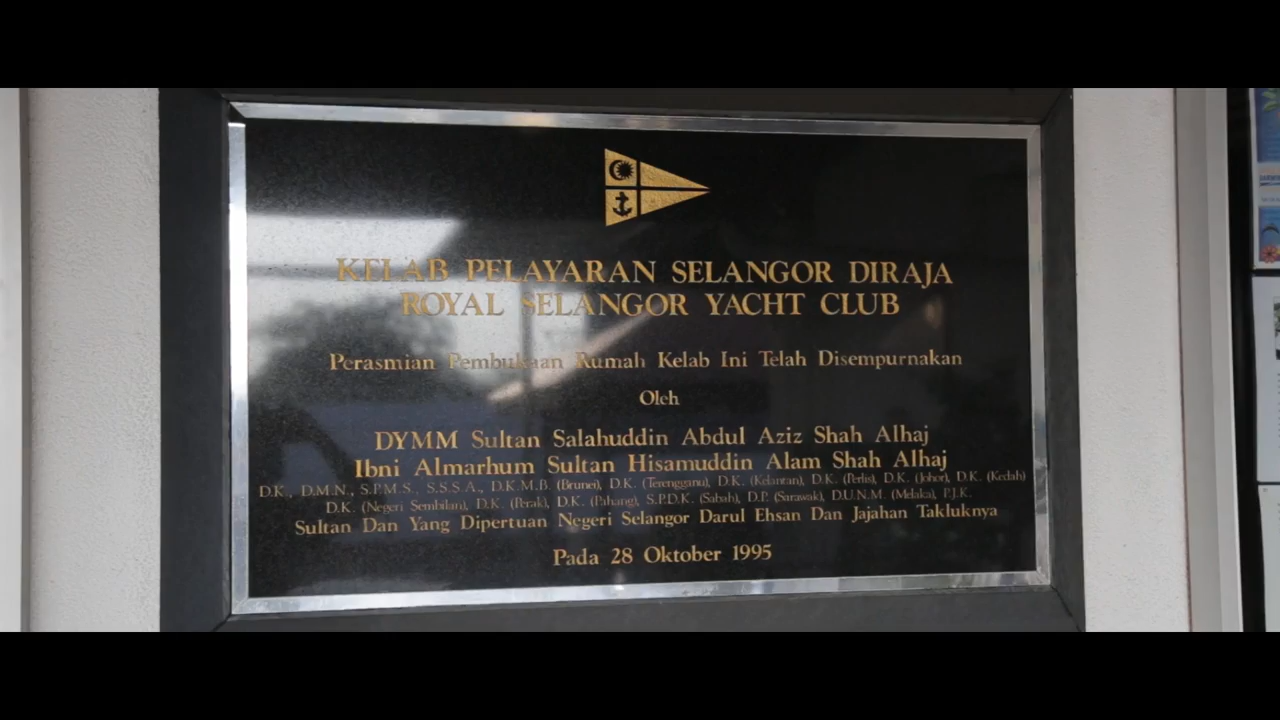 KELAB PELAYARAN SELANGOR DIRAJA
ROYAL SELANGOR YACHT CLUB
Perasmian Pembukaan Rumah Kelab Ini Telah Disempurnakan
Oleh
DYMM Sultan Salahuddin Abdul Aziz Shah Alhaj
Ibni Almarhum Sultan Hisamuddin Alam Shah Alhaj
D.K., D.M.N., S.P.M.S., S.S.S.A., D.K.M.B. (Brunei), D.K. (Terengganu), D.K. (Kelantan), D.K. (Perlis), D.K. (Johor), D.K. (Kedah)
D.K. (Negeri Sembilan), D.K. (Perak), D.K. (Pahang), S.P.D.K. (Sabah), D.P. (Sarawak), D.U.N.M. (Melaka), P.J.K.
Sultan Dan Yang Dipertuan Negeri Selangor Darul Ehsan Dan Jajahan Takluknya
Pada 28 Oktober 1995